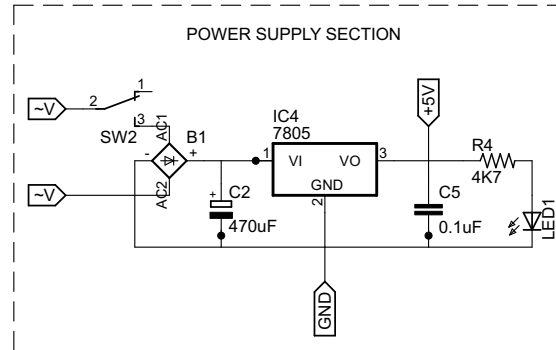 POWER SUPPLY SECTION
~V
2
1
3
SW2
AC1
B1
-
+
~V
AC2
C2
+
470uF
IC4
7805
1
VI
VO
3
GND
2
GND
+5V
C5
0.1uF
R4
4K7
LED1